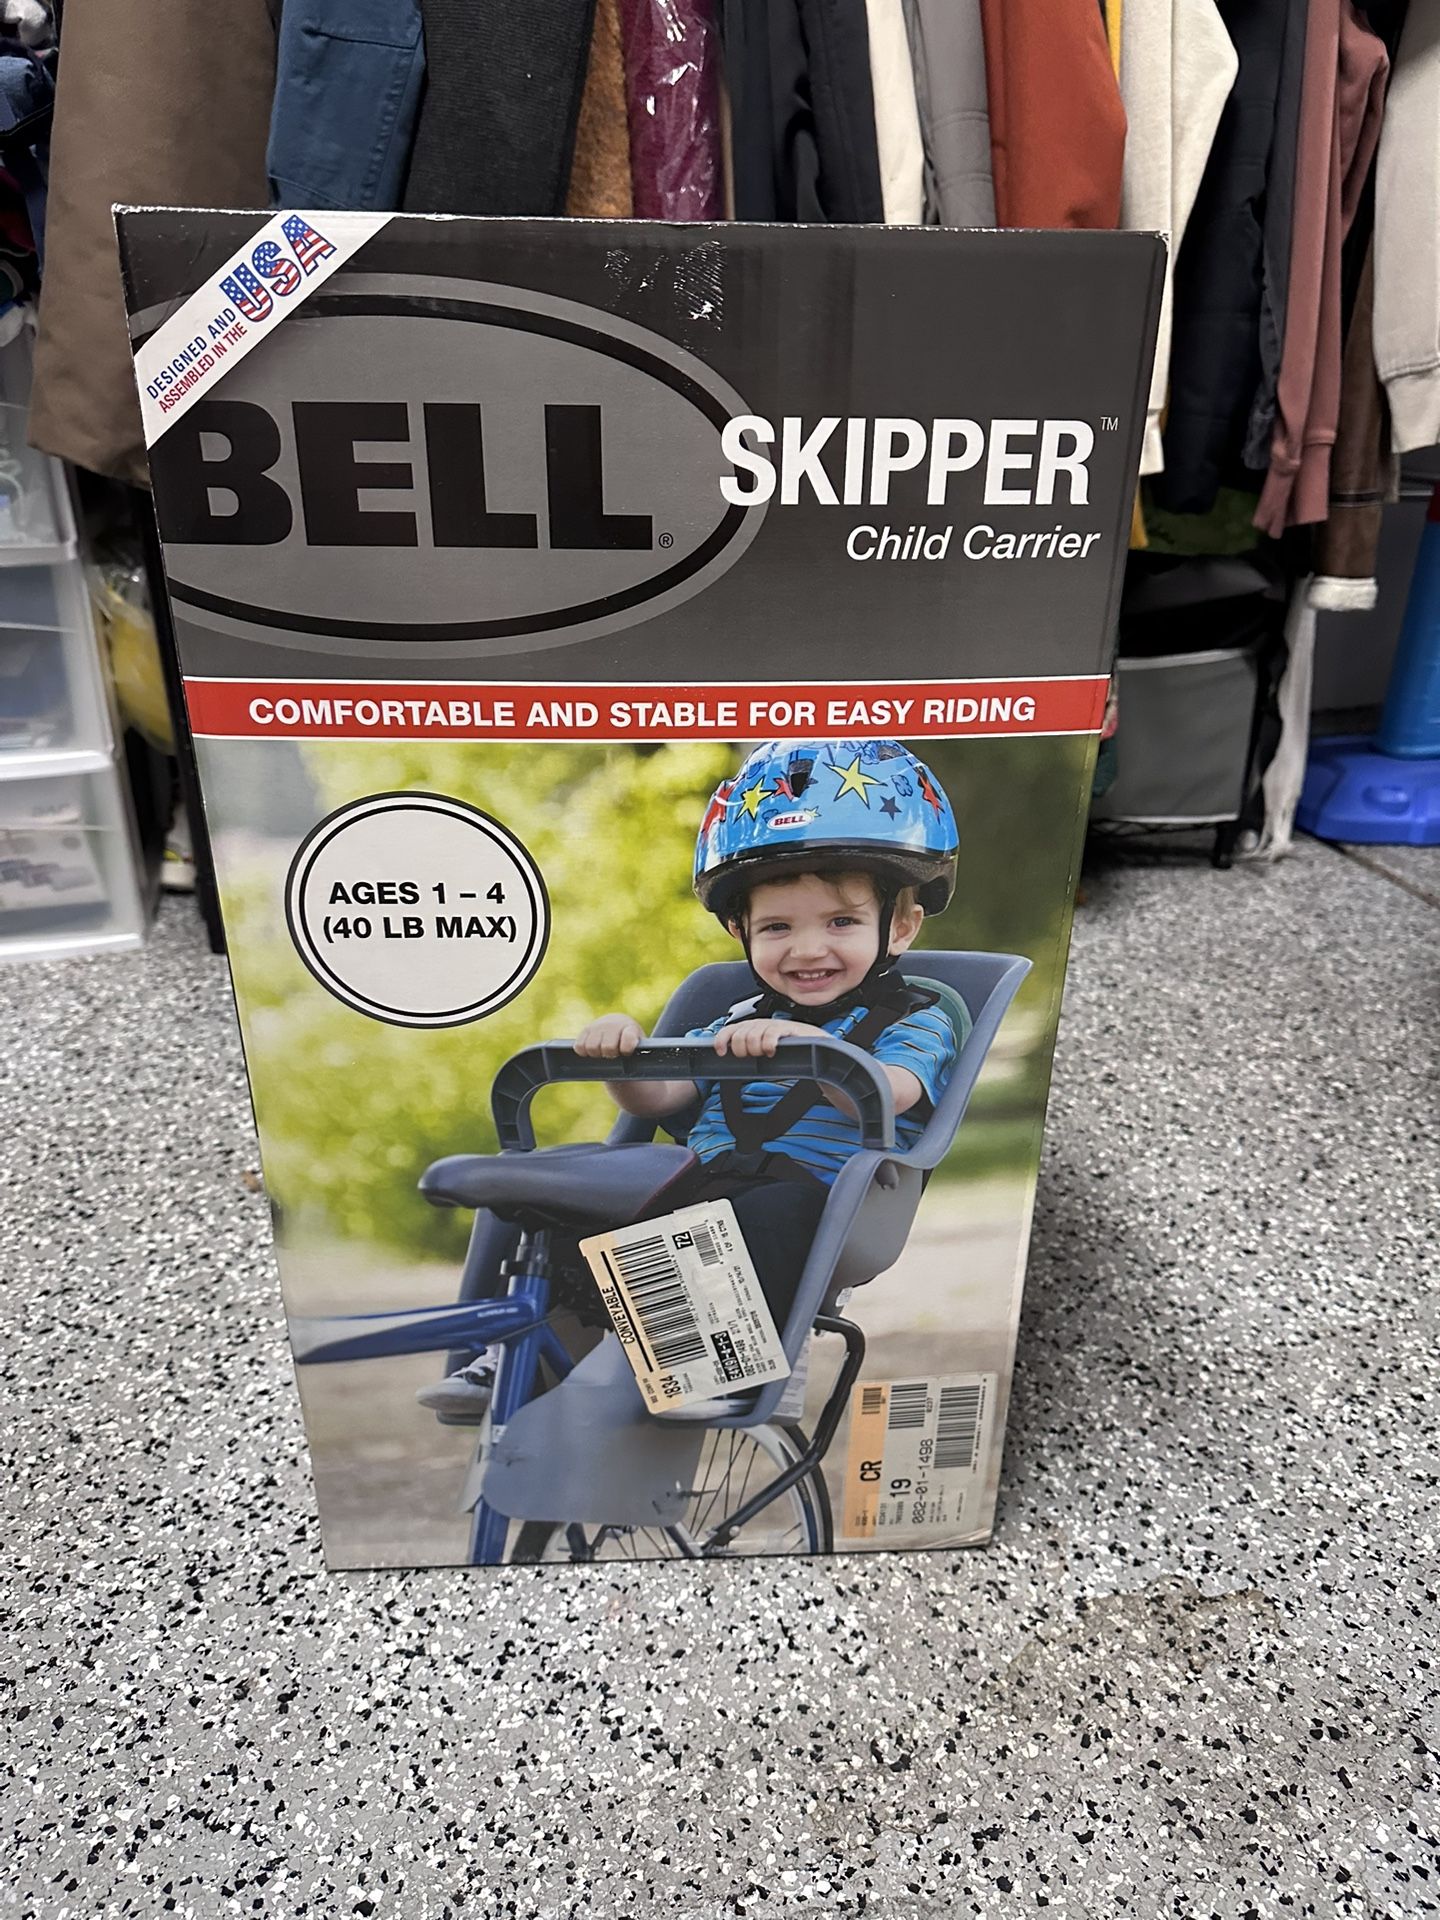 DESIGNED AND
ASSEMBLED IN THE
USA
BELL®
SKIPPER™
Child Carrier
COMFORTABLE AND STABLE FOR EASY RIDING
BELL
AGES 1 – 4
(40 LB MAX)
CONVEYABLE
1834
T2
CR
19
082-01-1498